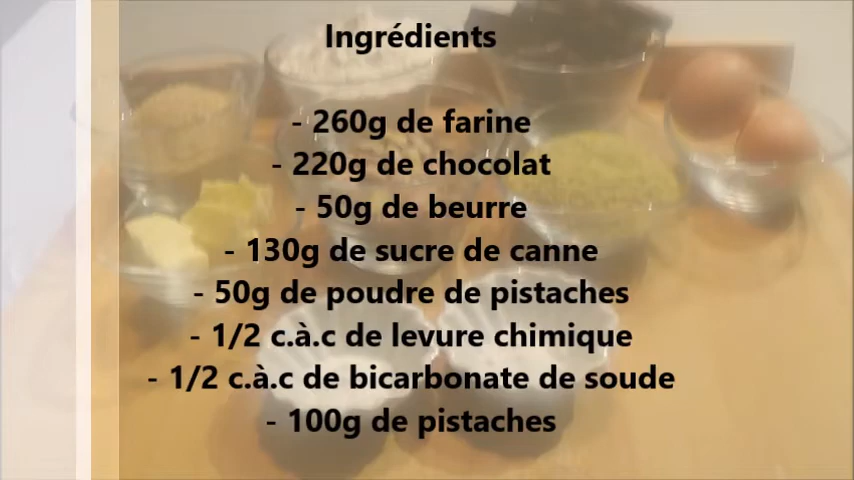 Ingrédients
- 260g de farine
- 220g de chocolat
- 50g de beurre
- 130g de sucre de canne
- 50g de poudre de pistaches
- 1/2 c.à.c de levure chimique
- 1/2 c.à.c de bicarbonate de soude
- 100g de pistaches